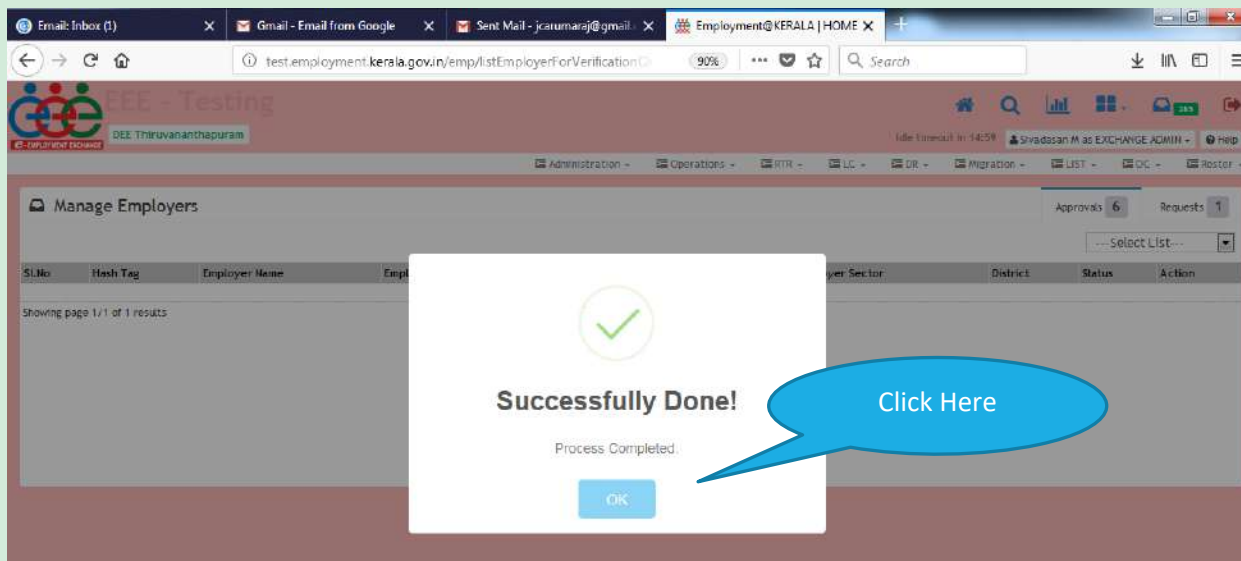 Email: Inbox (1)
Gmail - Email from Google
Sent Mail - jcarumaraj@gmail.
Employment@KERALA | HOME
test.employment.kerala.gov.in/emp/listEmployerForVerification
90%
Search
EEE - Testing
DEE Thiruvananthapuram
E-EMPLOYMENT EXCHANGE
Idle timeout in 14:59
Sivadasan M as EXCHANGE ADMIN
Help
Administration
Operations
RTR
LC
DR
Migration
LIST
OC
Roster
Manage Employers
Approvals 6
Requests 1
---Select List---
Sl.No
Hash Tag
Employer Name
Empl
yer Sector
District
Status
Action
Showing page 1/1 of 1 results
Successfully Done!
Process Completed.
OK
Click Here